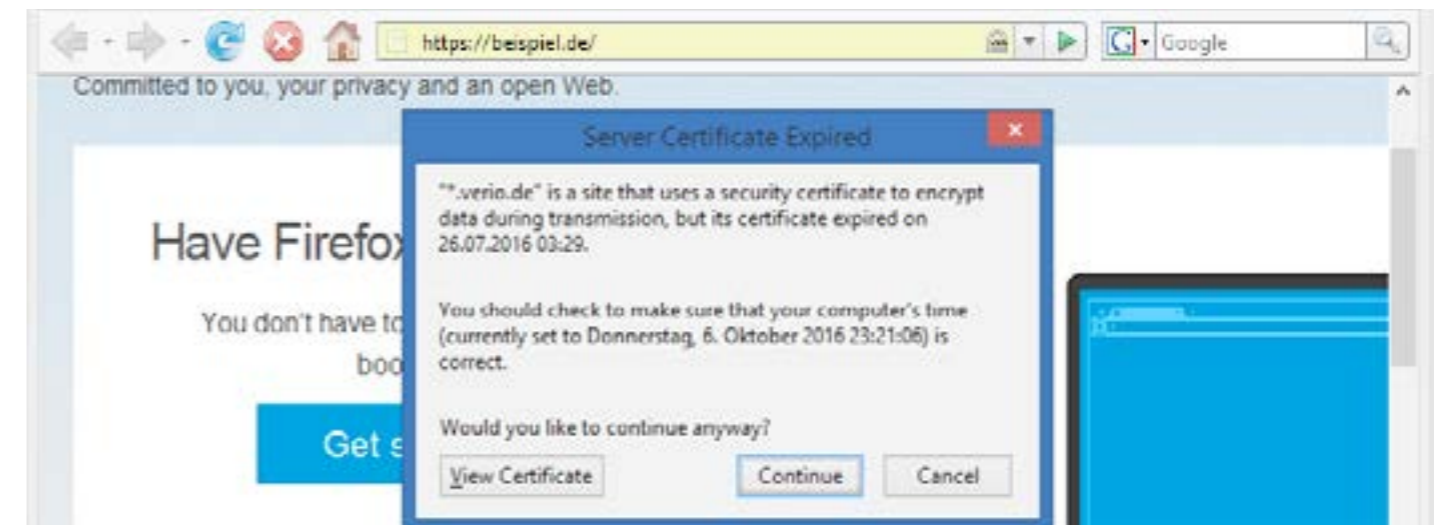 https://beispiel.de/
Google
Committed to you, your privacy and an open Web.
Server Certificate Expired
"*.verio.de" is a site that uses a security certificate to encrypt
data during transmission, but its certificate expired on
26.07.2016 03:29.
Have Firefox
You should check to make sure that your computer's time
You don't have to
(currently set to Donnerstag, 6. Oktober 2016 23:21:06) is
boo
correct.
Would you like to continue anyway?
Get s
View Certificate
Continue
Cancel